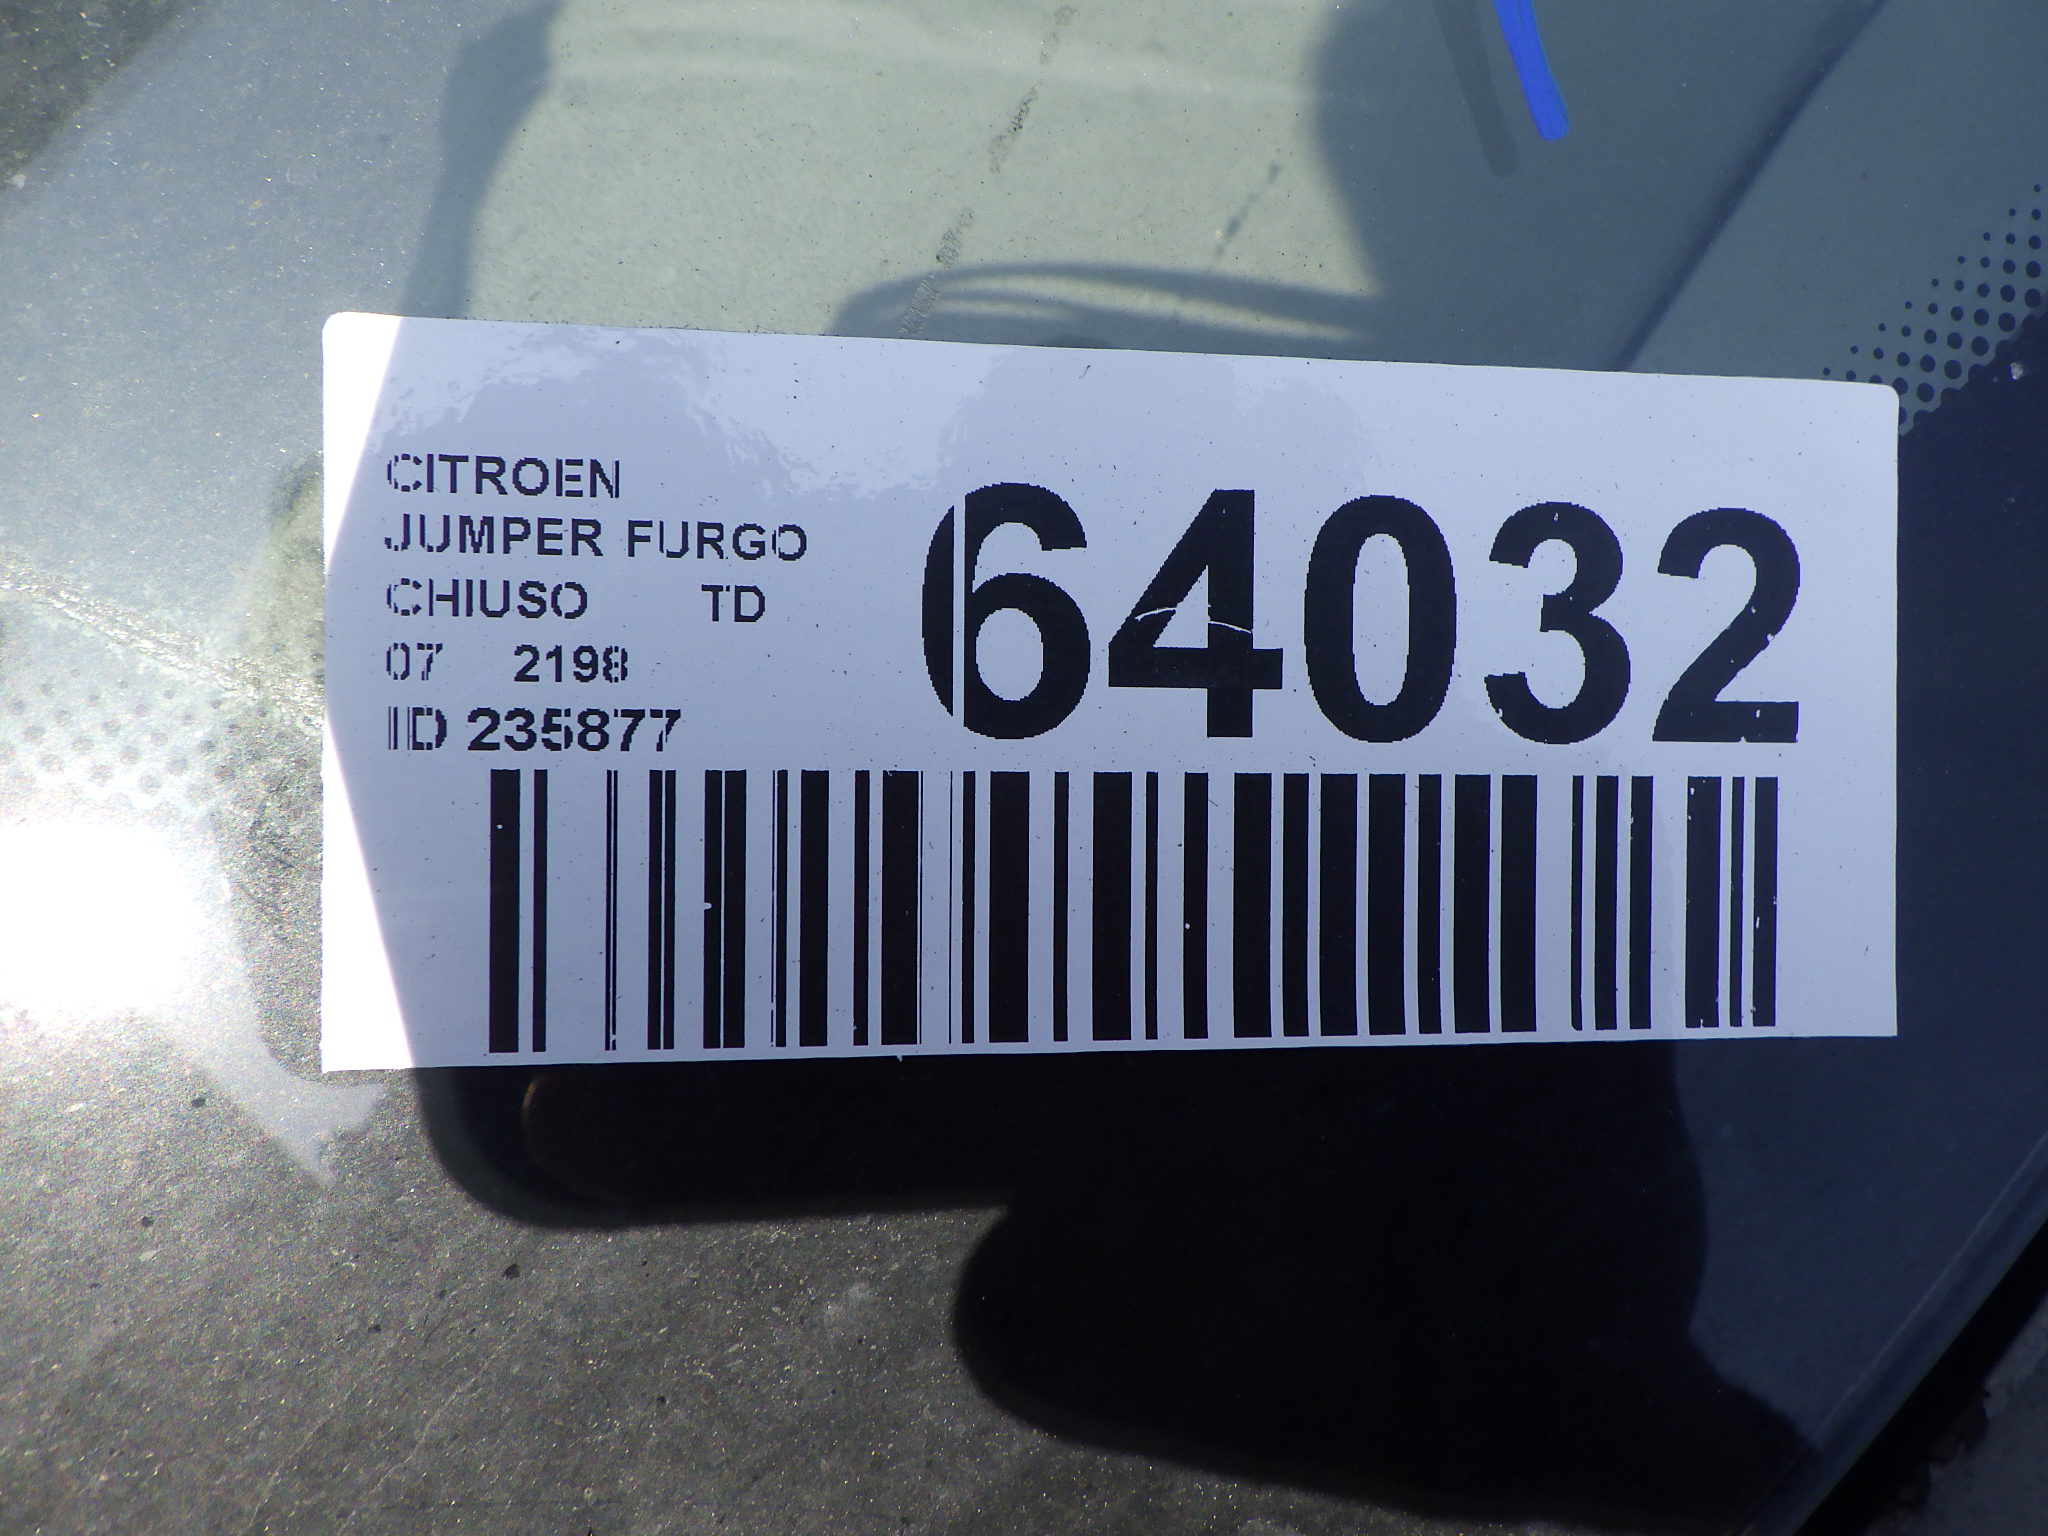 CITROEN
JUMPER FURGO
CHIUSO TD
07 2198
ID 235877
64032